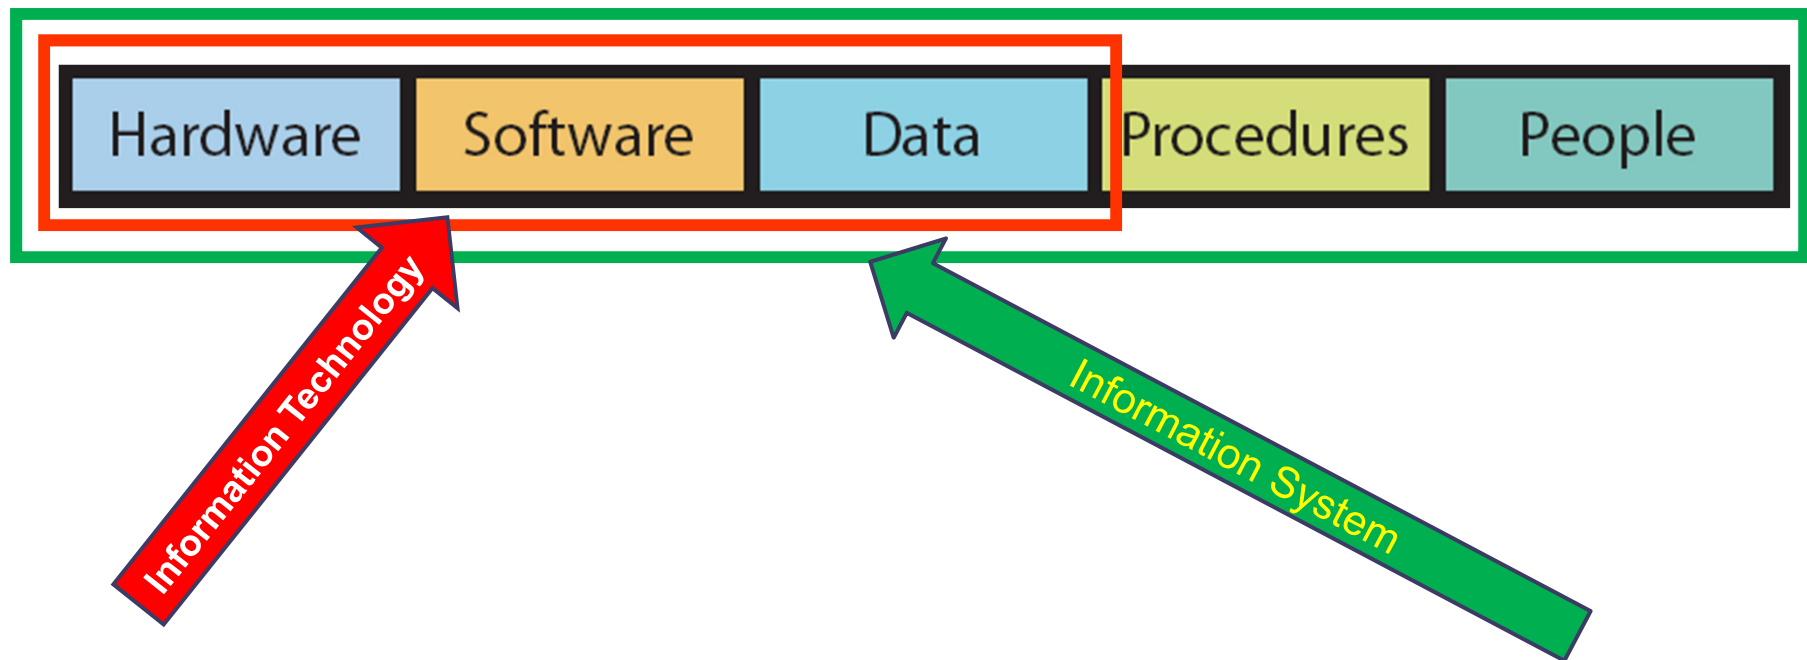 Hardware
Software
Data
Procedures
People
Information Technology
Information System